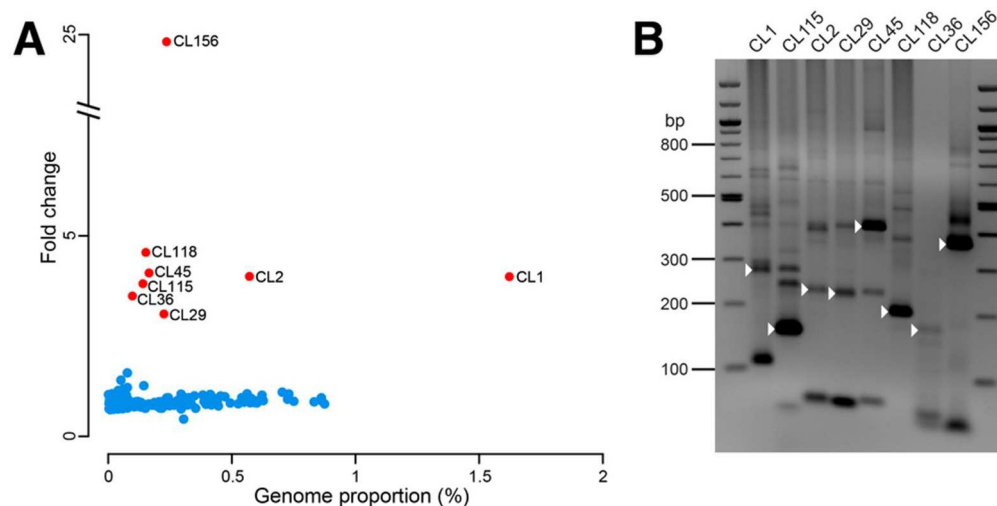 A
25
Fold change
5
0
CL156
CL118
CL45
CL115
CL36
CL29
CL2
CL1
0
0.5
1
1.5
2
Genome proportion (%)
B
CL1
CL115
CL2
CL29
CL45
CL118
CL36
CL156
bp
800
500
300
200
100